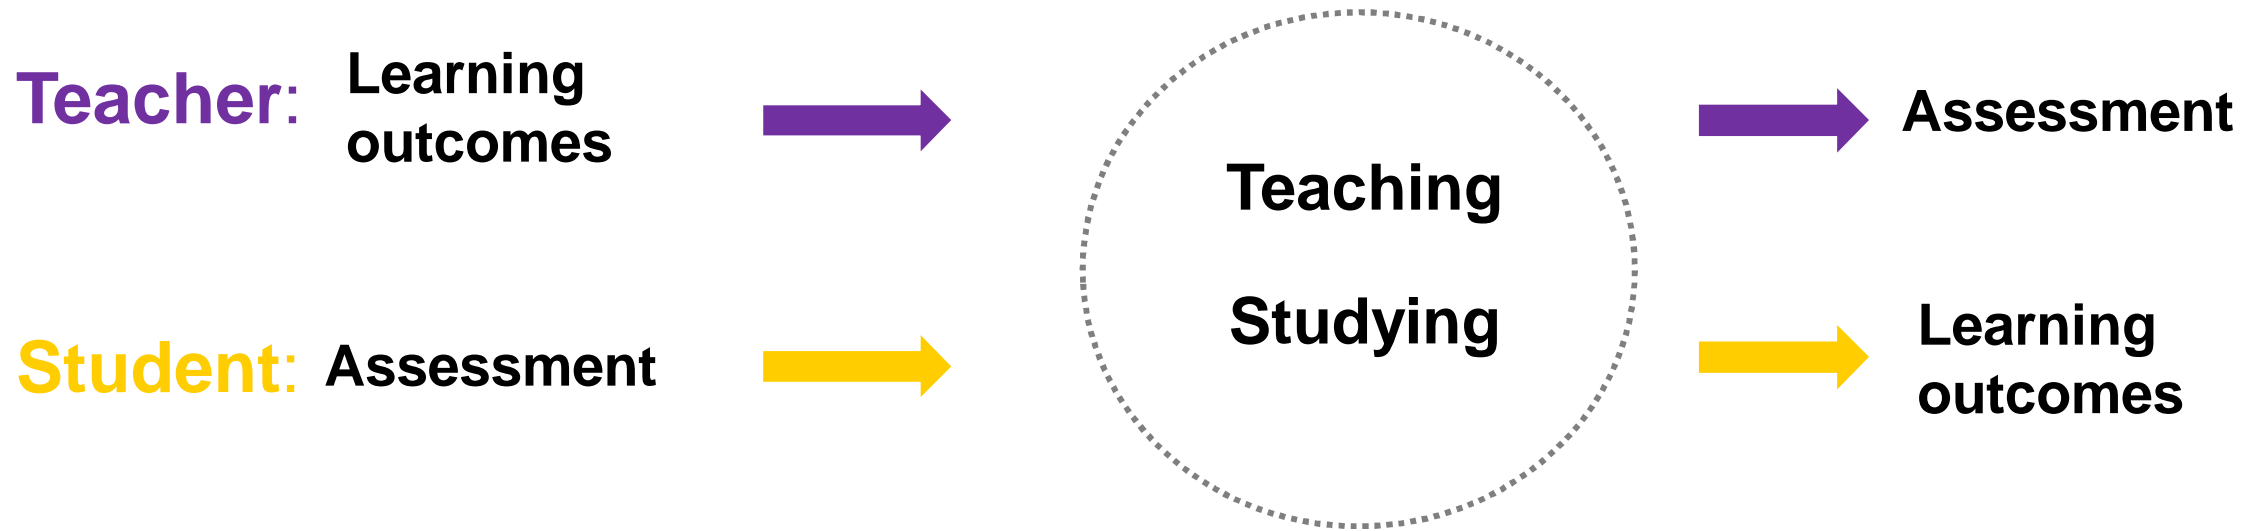 Teacher: Learning
outcomes
Teaching
Studying
Assessment
Student: Assessment
Learning
outcomes